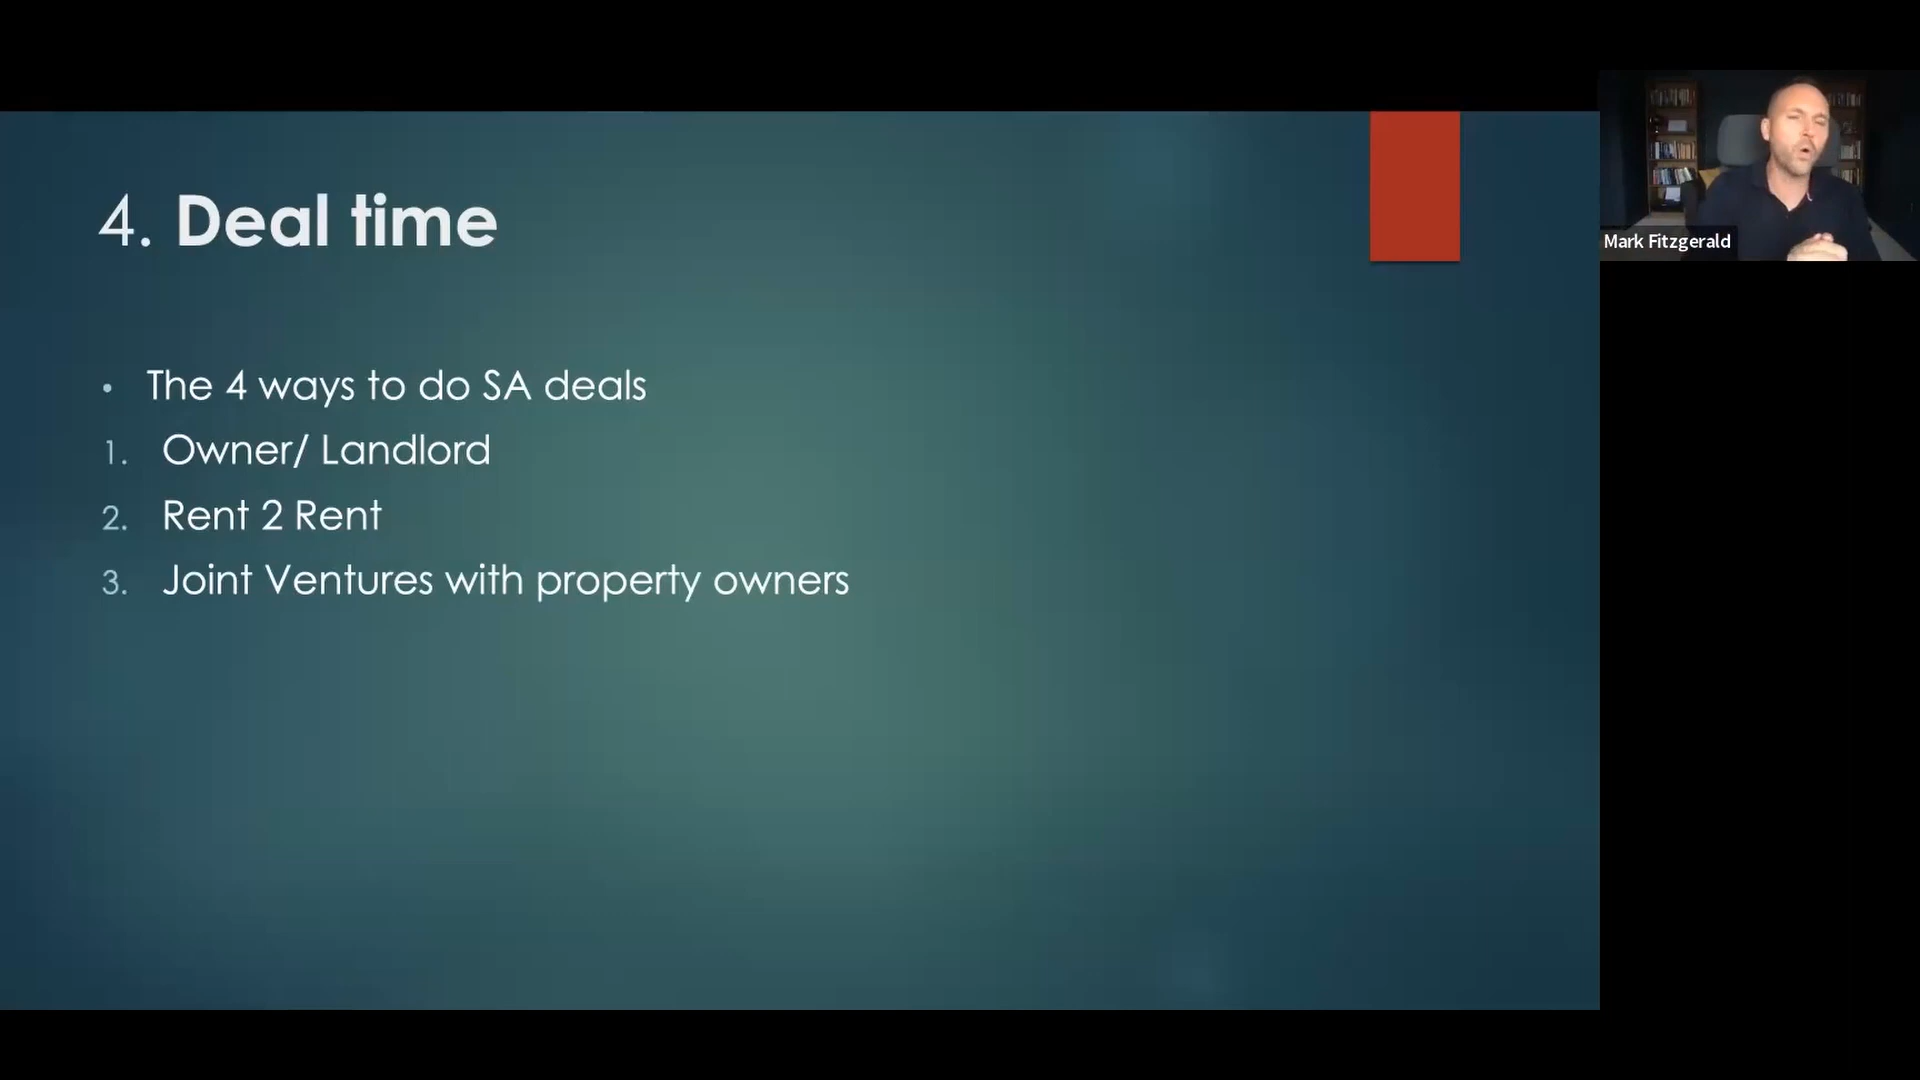 4. Deal time
• The 4 ways to do SA deals
1. Owner/ Landlord
2. Rent 2 Rent
3. Joint Ventures with property owners
Mark Fitzgerald